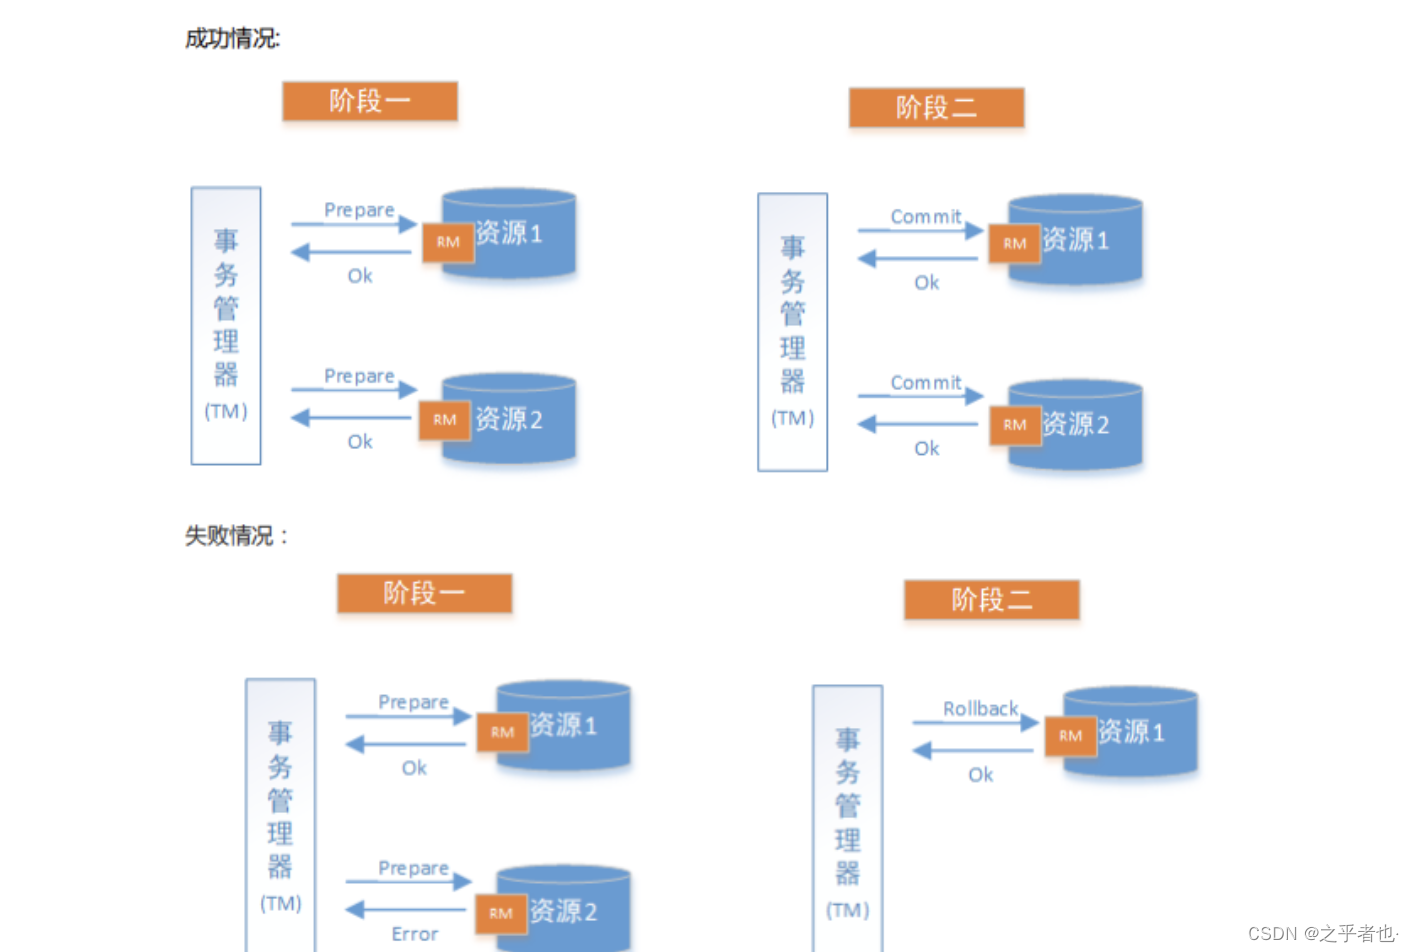 成功情况:
阶段一
阶段二
Prepare
RM
资源1
Ok
事务管理器
(TM)
Prepare
RM
资源2
Ok
Commit
RM
资源1
Ok
事务管理器
(TM)
Commit
RM
资源2
Ok
失败情况：
阶段一
阶段二
Prepare
RM
资源1
Ok
事务管理器
(TM)
Prepare
RM
资源2
Error
Rollback
RM
资源1
Ok
事务管理器
(TM)
CSDN @之乎者也·